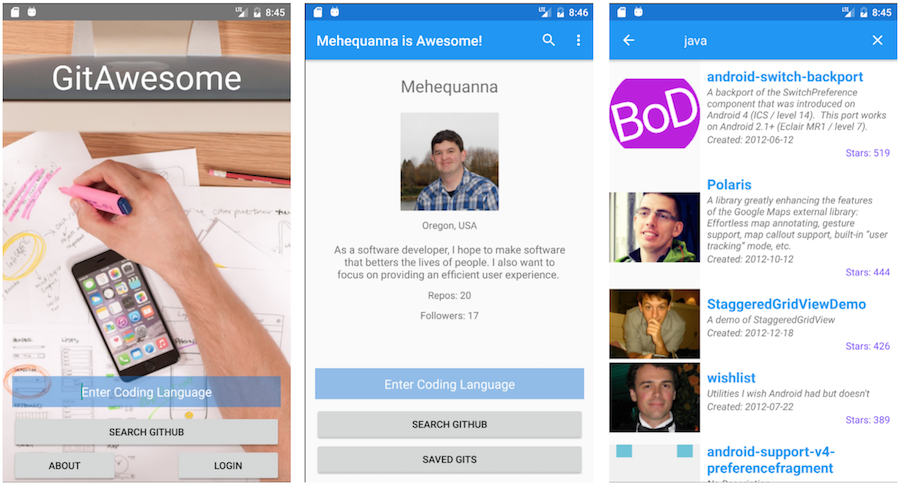 LTE 8:45
GitAwesome
Enter Coding Language
SEARCH GITHUB
ABOUT LOGIN
LTE 8:46
Mehequanna is Awesome!
Mehequanna
Oregon, USA
As a software developer, I hope to make software
that betters the lives of people. I also want to
focus on providing an efficient user experience.
Repos: 20
Followers: 17
Enter Coding Language
SEARCH GITHUB
SAVED GITS
LTE 8:45
java
BoD
android-switch-backport
A backport of the SwitchPreference
component that was introduced on
Android 4 (ICS / level 14). This port works
on Android 2.1+ (Eclair MR1 / level 7).
Created: 2012-06-12
Stars: 519
Polaris
A library greatly enhancing the features
of the Google Maps external library:
Effortless map annotating, gesture
support, map callout support, built-in "user
tracking" mode, etc.
Created: 2012-10-12
Stars: 444
StaggeredGridViewDemo
A demo of StaggeredGridView
Created: 2012-12-18
Stars: 426
wishlist
Utilities I wish Android had but doesn't
Created: 2012-07-22
Stars: 389
android-support-v4-
preferencefragment
No Description